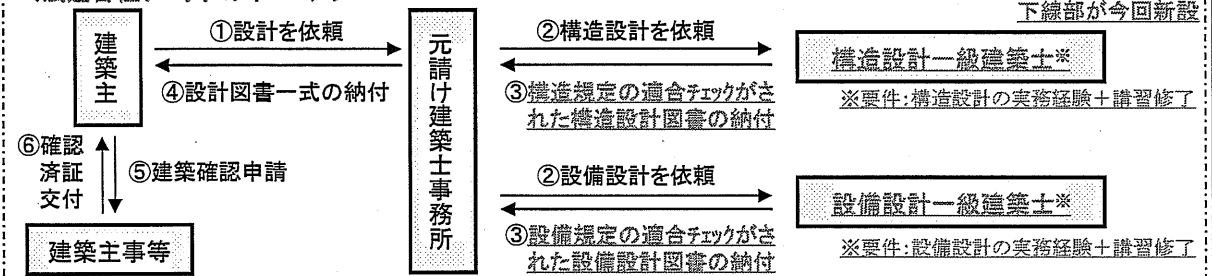 下線部が今回新設
建築主
①設計を依頼
④設計図書一式の納付
元請け建築士事務所
②構造設計を依頼
③構造規定の適合チェックがさ
れた構造設計図書の納付
構造設計一級建築士※
※要件:構造設計の実務経験+講習修了
⑥確認
済証
交付
⑤建築確認申請
建築主事等
②設備設計を依頼
③設備規定の適合チェックがさ
れた設備設計図書の納付
設備設計一級建築士※
※要件:設備設計の実務経験+講習修了